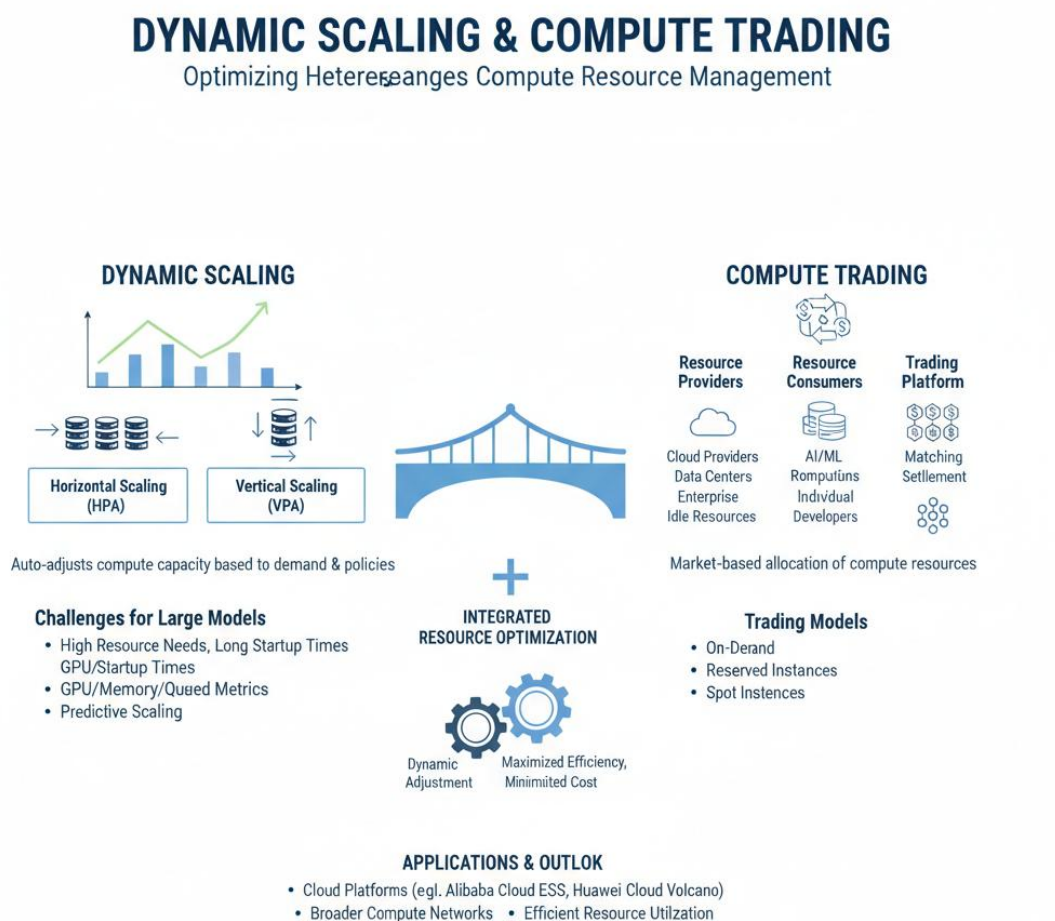 DYNAMIC SCALING & COMPUTE TRADING
Optimizing Compute Resource Management
DYNAMIC SCALING
Horizontal Scaling
(HPA)
Vertical Scaling
(VPA)
Auto-adjusts compute capacity based to demand & policies
Challenges for Large Models
• High Resource Needs, Long Startup Times
GPU/Startup Times
• GPU/Memory/Queed Metrics
• Predictive Scaling
INTEGRATED
RESOURCE OPTIMIZATION
Dynamic
Adjustment
Maximized Efficiency,
Cost
COMPUTE TRADING
Resource
Providers
Cloud Providers
Data Centers
Enterprise
Idle Resources
Resource
Consumers
AI/ML
Individual
Developers
Trading
Platform
Matching
Setllement
Market-based allocation of compute resources
Trading Models
• On-Derand
• Reserved Instances
• Spot Instences
APPLICATIONS & OUTLOK
• Cloud Platforms (egl. Alibaba Cloud ESS, Huawei Cloud Volcano)
• Broader Compute Networks • Efficient Resource Utilzation